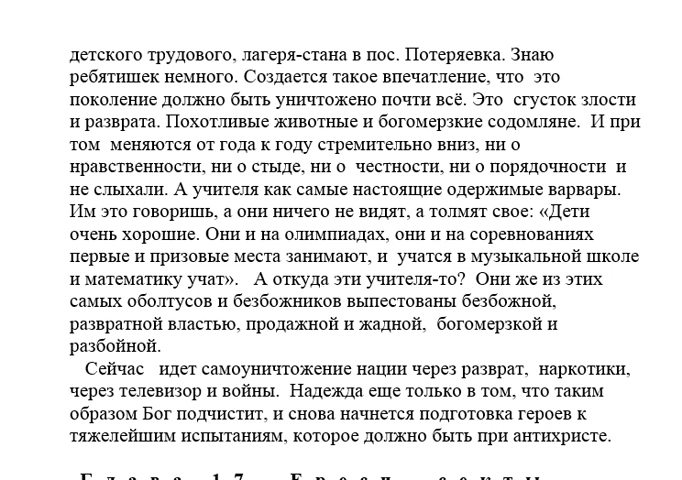 детского трудового, лагеря-стана в пос. Потеряевка. Знаю
ребятишек немного. Создается такое впечатление, что это
поколение должно быть уничтожено почти всё. Это сгусток злости
и разврата. Похотливые животные и богомерзкие содомляне. И при
том меняются от года к году стремительно вниз, ни о
нравственности, ни о стыде, ни о честности, ни о порядочности и
не слыхали. А учителя как самые настоящие одержимые варвары.
Им это говоришь, а они ничего не видят, а толмят свое: «Дети
очень хорошие. Они и на олимпиадах, они и на соревнованиях
первые и призовые места занимают, и учатся в музыкальной школе
и математику учат». А откуда эти учителя-то? Они же из этих
самых оболтусов и безбожников выпестованы безбожной,
развратной властью, продажной и жадной, богомерзкой и
разбойной.
Сейчас идет самоуничтожение нации через разврат, наркотики,
через телевизор и войны. Надежда еще только в том, что таким
образом Бог подчистит, и снова начнется подготовка героев к
тяжелейшим испытаниям, которое должно быть при антихристе.
Глава 17